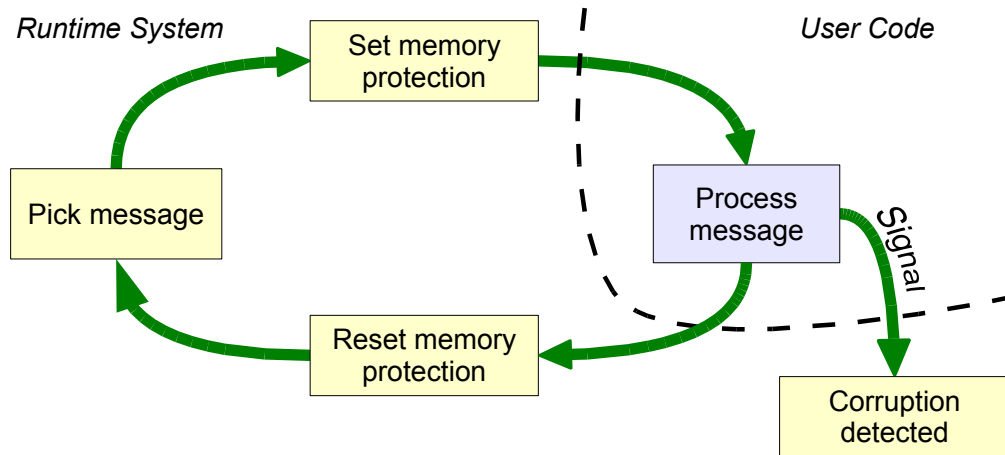 Runtime System
User Code
Set memory
protection
Pick message
Process
message
Signal
Reset memory
protection
Corruption
detected